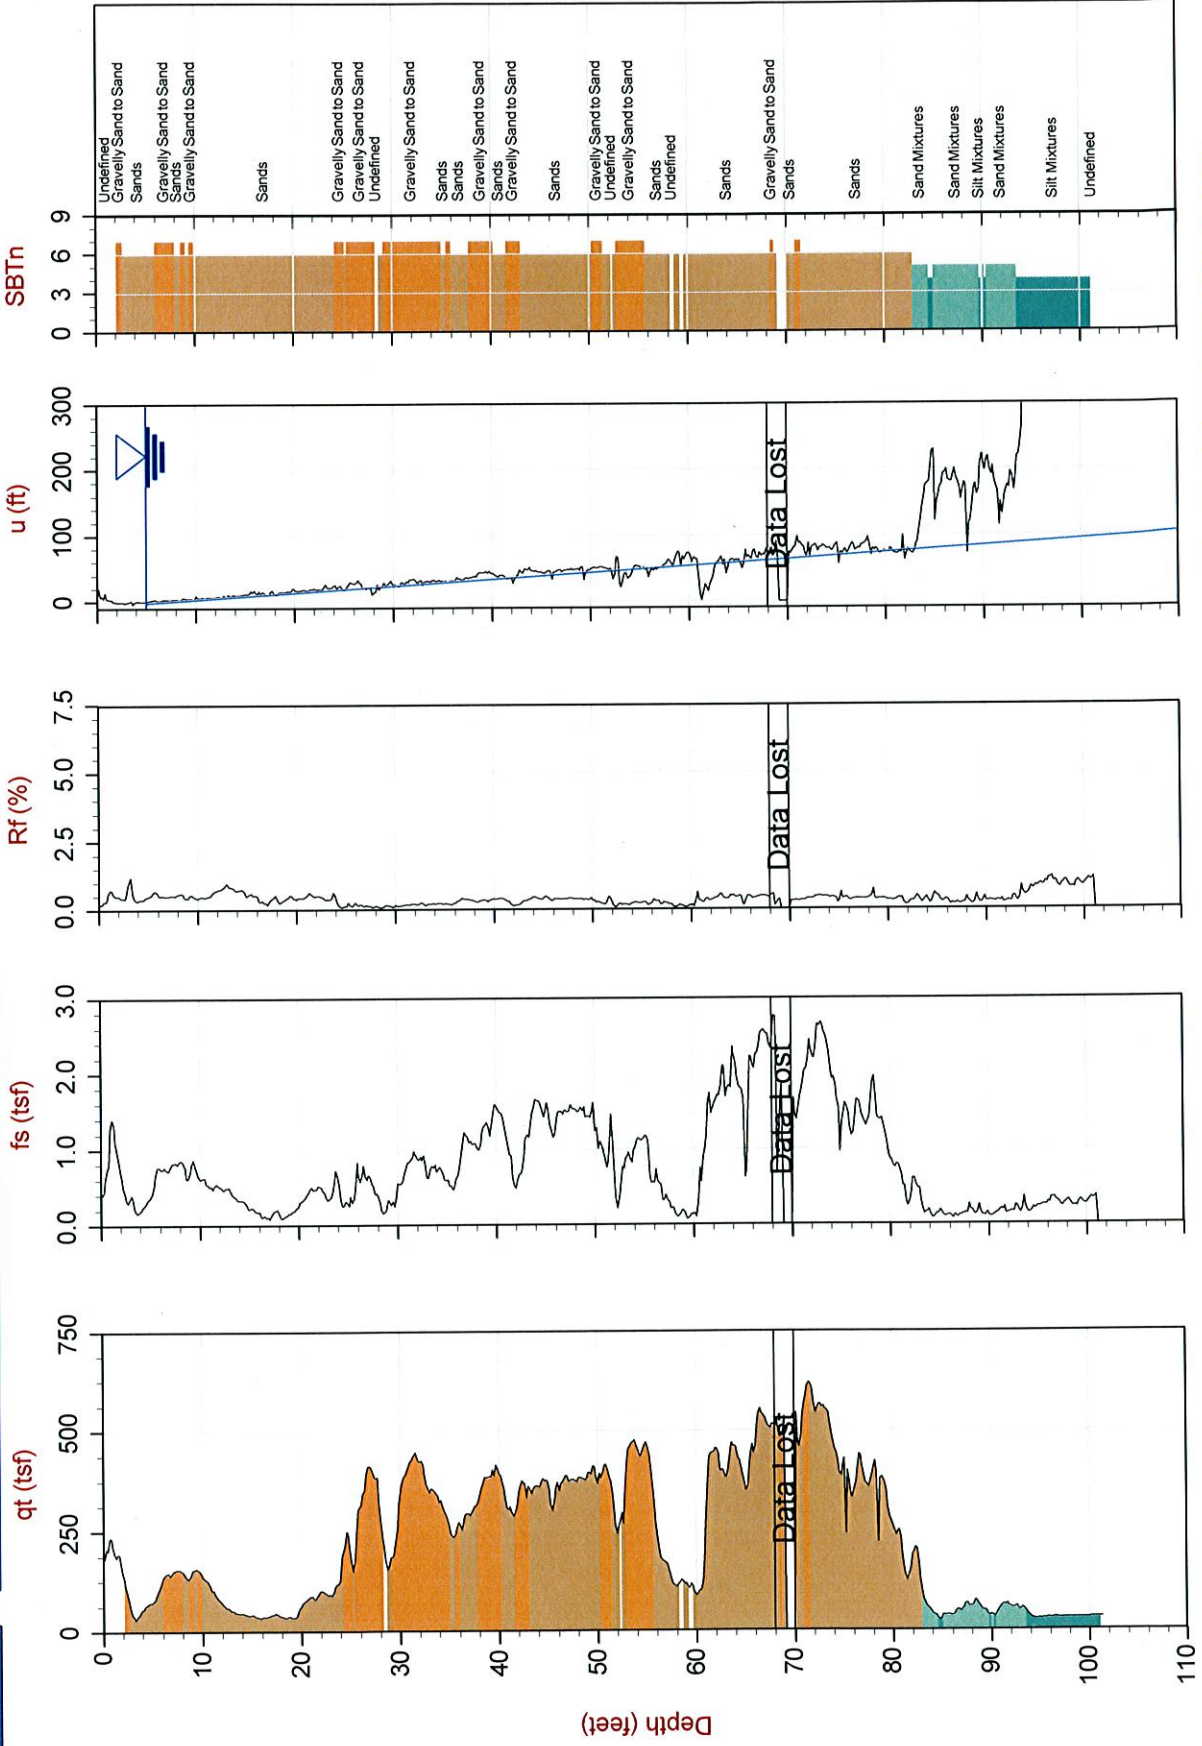 Depth (feet)
0
10
20
30
40
50
60
70
80
90
100
110
qt (tsf)
0
250
500
750
Data Lost
fs (tsf)
0.0
1.0
2.0
3.0
Data Lost
Rf (%)
0.0
2.5
5.0
7.5
Data Lost
u (ft)
0
100
200
300
Data Lost
SBTn
0
3
6
9
Undefined
Gravelly Sand to Sand
Sands
Gravelly Sand to Sand
Sands
Gravelly Sand to Sand
Sands
Gravelly Sand to Sand
Gravelly Sand to Sand
Undefined
Gravelly Sand to Sand
Sands
Sands
Gravelly Sand to Sand
Sands
Gravelly Sand to Sand
Sands
Gravelly Sand to Sand
Undefined
Gravelly Sand to Sand
Sands
Undefined
Sands
Gravelly Sand to Sand
Sands
Sands
Sand Mixtures
Sand Mixtures
Silt Mixtures
Sand Mixtures
Silt Mixtures
Undefined